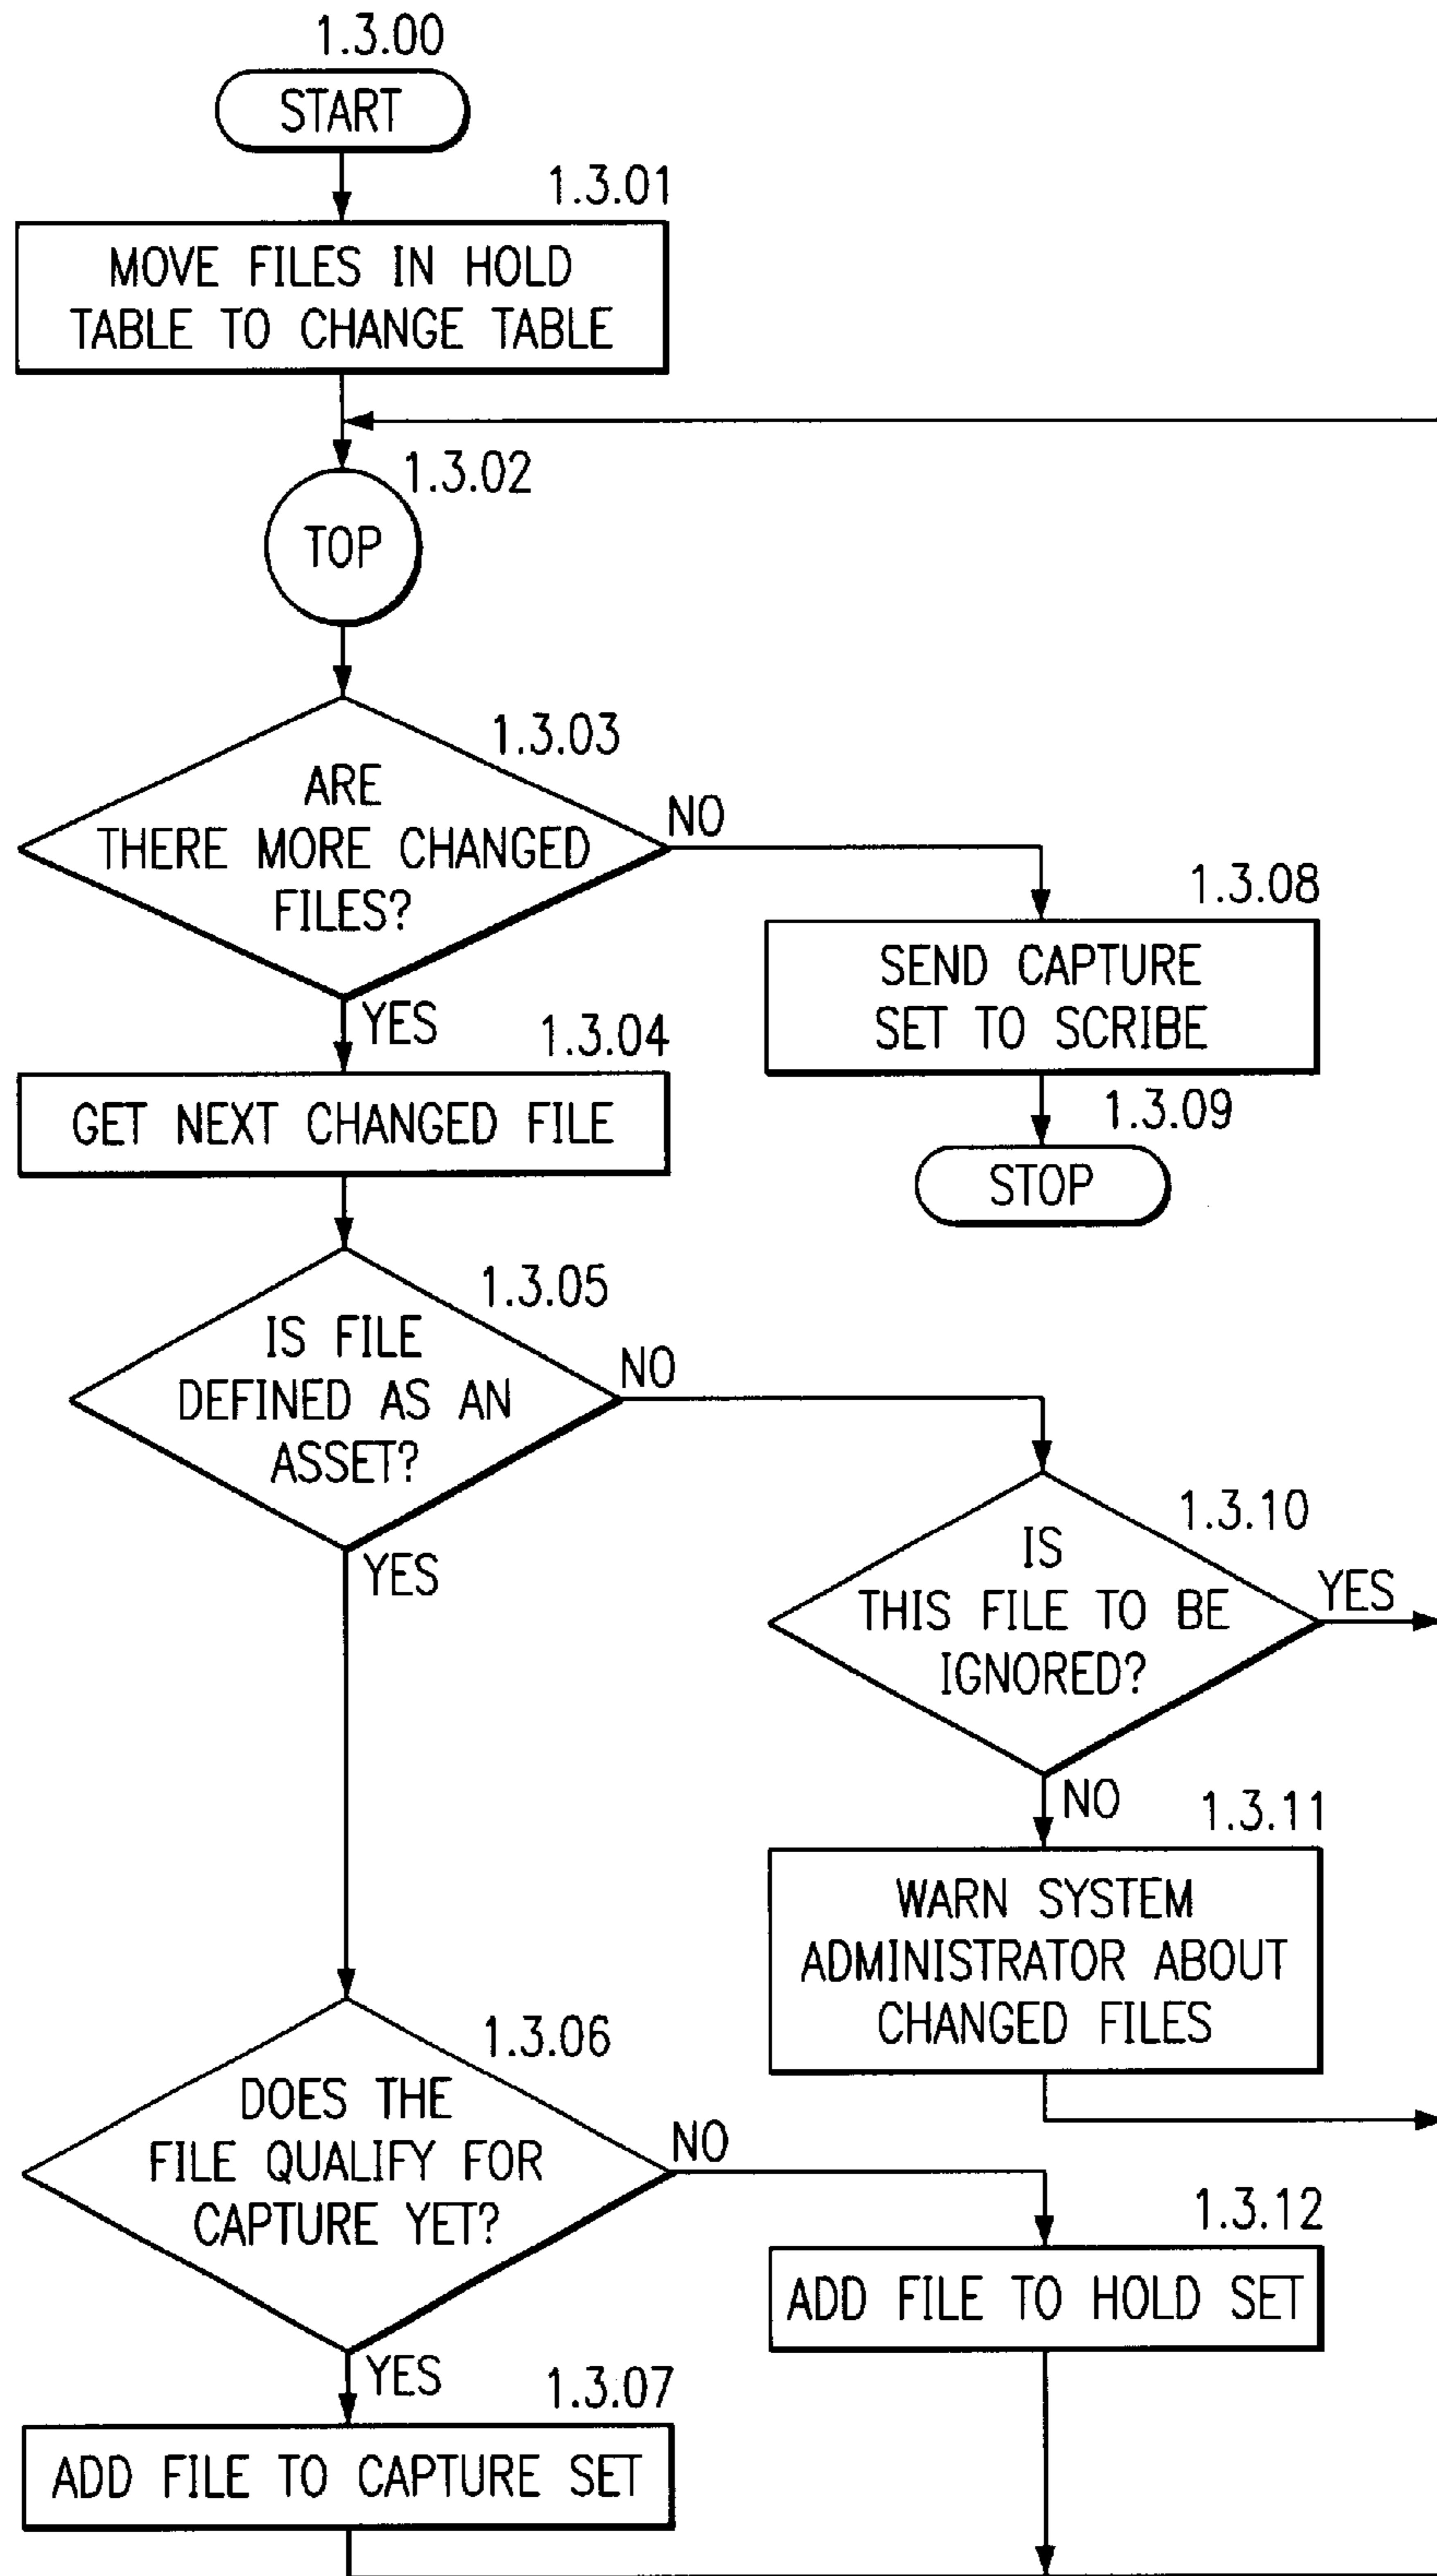 1.3.00
START
1.3.01
MOVE FILES IN HOLD
TABLE TO CHANGE TABLE
1.3.02
TOP
1.3.03
ARE
THERE MORE CHANGED
FILES?
NO
YES
1.3.08
SEND CAPTURE
SET TO SCRIBE
1.3.04
GET NEXT CHANGED FILE
1.3.09
STOP
1.3.05
IS FILE
DEFINED AS AN
ASSET?
NO
YES
1.3.10
IS
THIS FILE TO BE
IGNORED?
YES
NO
1.3.11
WARN SYSTEM
ADMINISTRATOR ABOUT
CHANGED FILES
1.3.06
DOES THE
FILE QUALIFY FOR
CAPTURE YET?
NO
YES
1.3.12
ADD FILE TO HOLD SET
1.3.07
ADD FILE TO CAPTURE SET